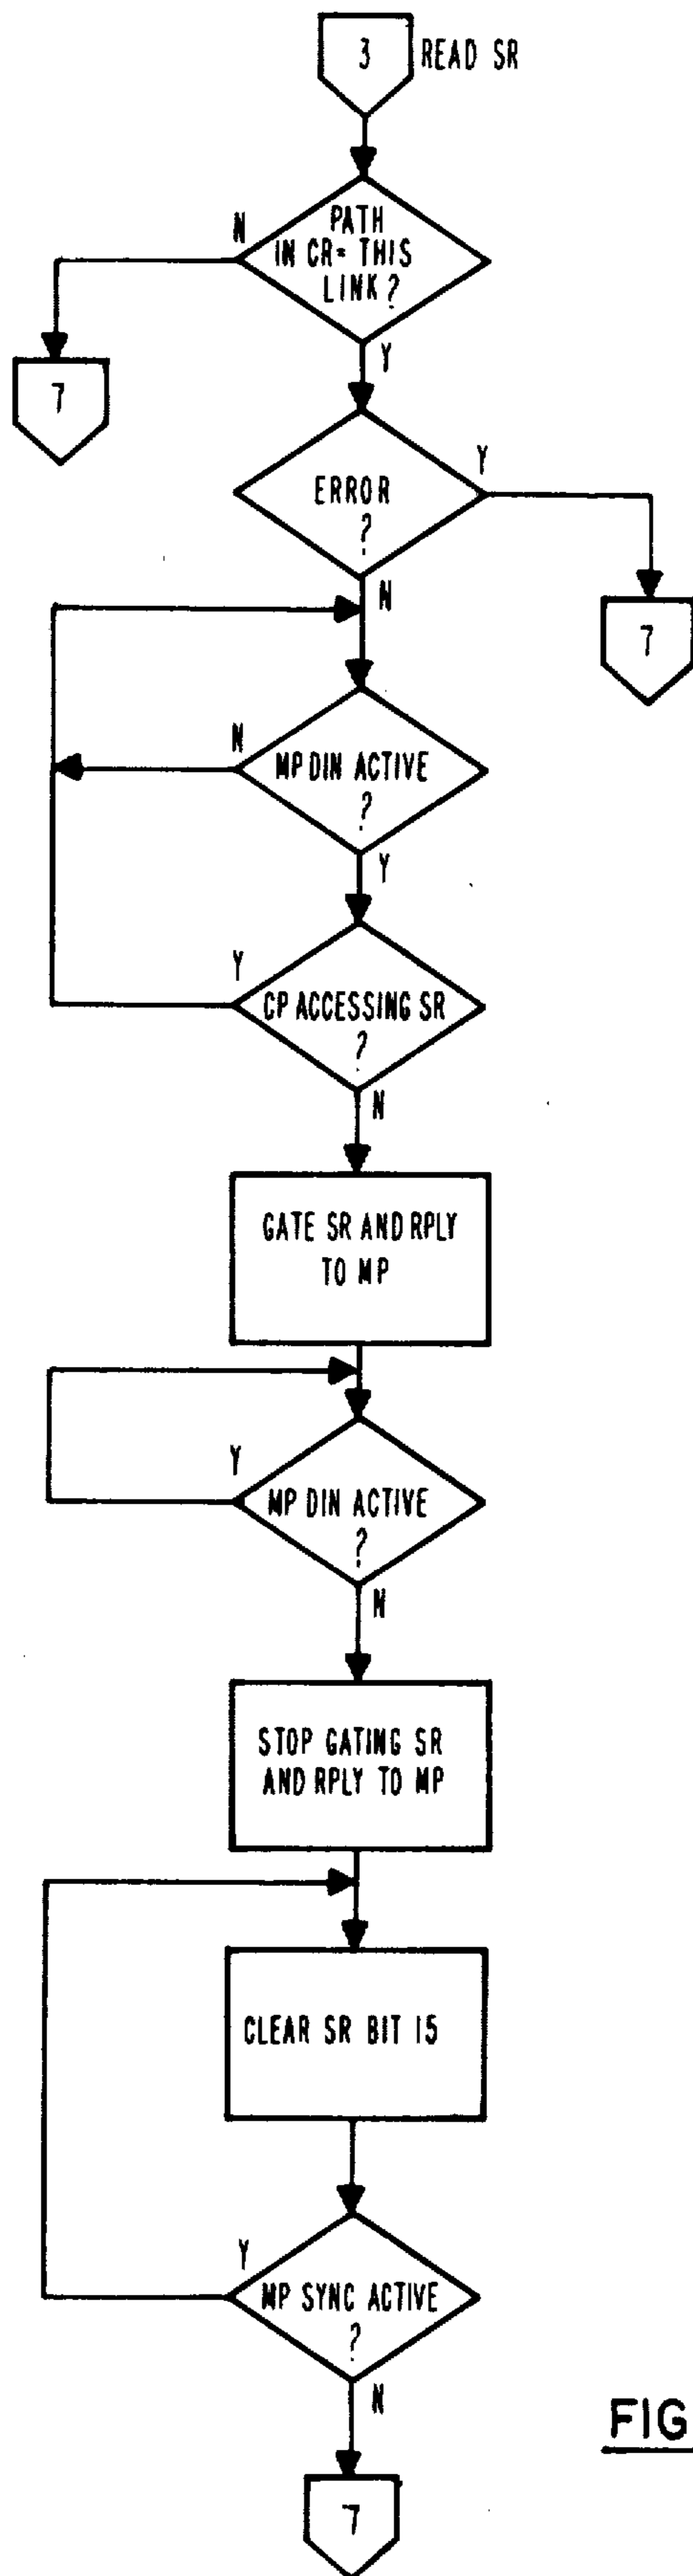 3 READ SR
PATH
N
IN CR= THIS
LINK?
Y
7
Y
ERROR
?
N
7
N
MP DIN ACTIVE
?
Y
Y
CP ACCESSING SR
?
N
GATE SR AND RPLY
TO MP
Y
MP DIN ACTIVE
?
N
STOP GATING SR
AND RPLY TO MP
CLEAR SR BIT 15
Y
MP SYNC ACTIVE
?
N
FIG
7